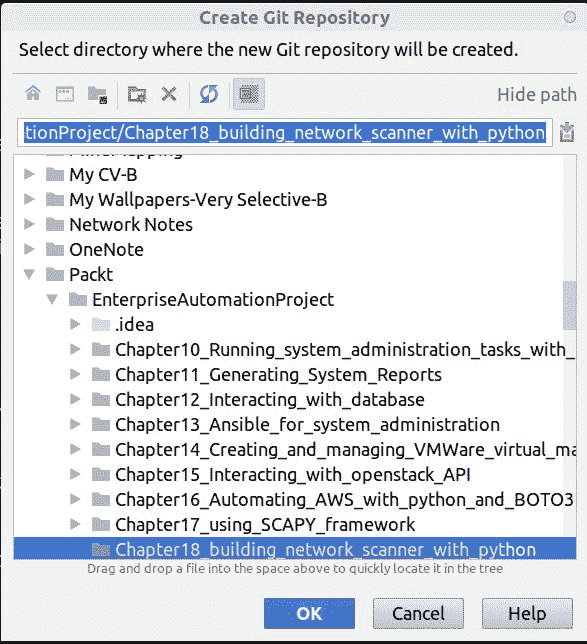 Create Git Repository
Select directory where the new Git repository will be created.
Hide path
tionProject/Chapter18_building_network_scanner_with_python
My CV-B
My Wallpapers-Very Selective-B
Network Notes
OneNote
Packt
EnterpriseAutomationProject
.idea
Chapter10_Running_system_administration_tasks_with_
Chapter11_Generating_System_Reports
Chapter12_Interacting_with_database
Chapter13_Ansible_for_system_administration
Chapter14_Creating_and_managing_VMWare_virtual_ma
Chapter15_Interacting_with_openstack_API
Chapter16_Automating_AWS_with_python_and_BOTO3
Chapter17_using_SCAPY_framework
Chapter18_building_network_scanner_with_python
Drag and drop a file into the space above to quickly locate it in the tree
OK
Cancel
Help